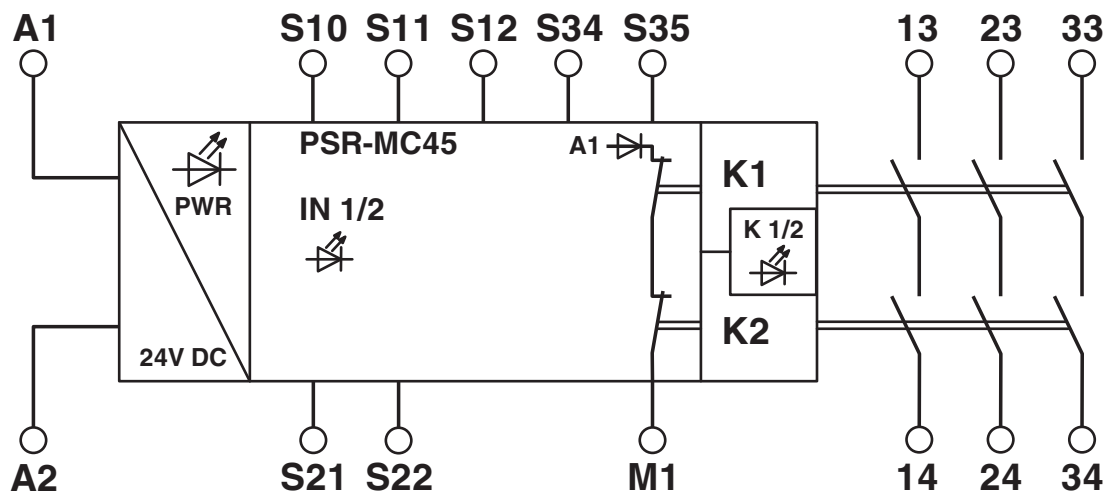 A1 S10 S11 S12 S34 S35 13 23 33
PSR-MC45
A1
K1
PWR
IN 1/2
K 1/2
K2
24V DC
A2 S21 S22 M1 14 24 34